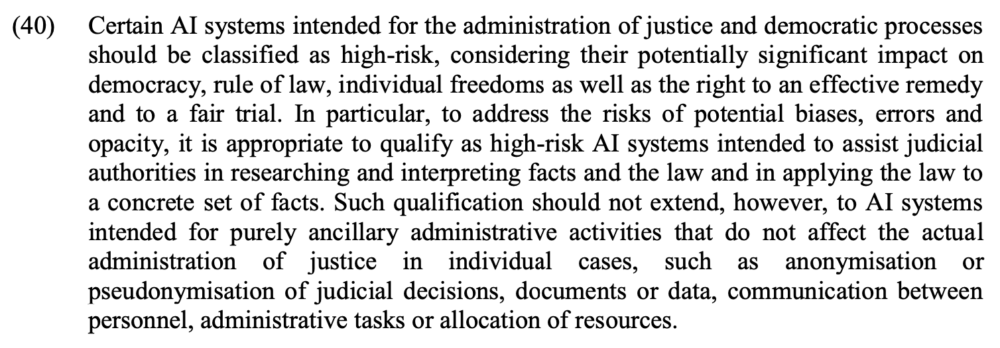 (40) Certain AI systems intended for the administration of justice and democratic processes
should be classified as high-risk, considering their potentially significant impact on
democracy, rule of law, individual freedoms as well as the right to an effective remedy
and to a fair trial. In particular, to address the risks of potential biases, errors and
opacity, it is appropriate to qualify as high-risk AI systems intended to assist judicial
authorities in researching and interpreting facts and the law and in applying the law to
a concrete set of facts. Such qualification should not extend, however, to AI systems
intended for purely ancillary administrative activities that do not affect the actual
administration of justice in individual cases, such as anonymisation or
pseudonymisation of judicial decisions, documents or data, communication between
personnel, administrative tasks or allocation of resources.